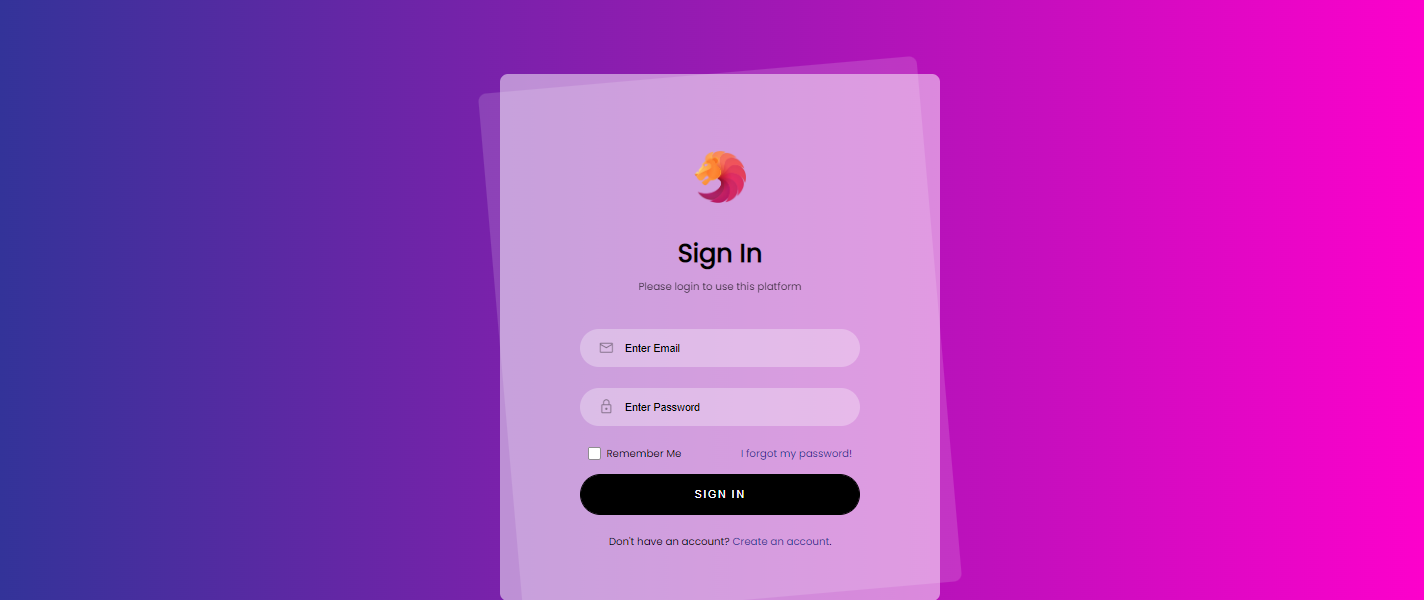 Sign In
Please login to use this platform
Enter Email
Enter Password
Remember Me I forgot my password!
SIGN IN
Don't have an account? Create an account.